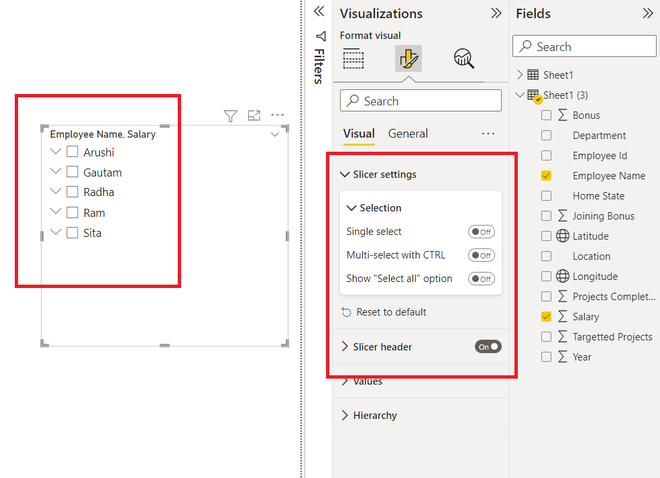 Employee Name, Salary
Arushi
Gautam
Radha
Ram
Sita
Filters
Visualizations
Format visual
Search
Visual
General
Slicer settings
Selection
Single select
Off
Multi-select with CTRL
Off
Show "Select all" option
Off
Reset to default
Slicer header
On
Values
Hierarchy
Fields
Search
Sheet1
Sheet1 (3)
Bonus
Department
Employee Id
Employee Name
Home State
Joining Bonus
Latitude
Location
Longitude
Projects Complet...
Salary
Targetted Projects
Year